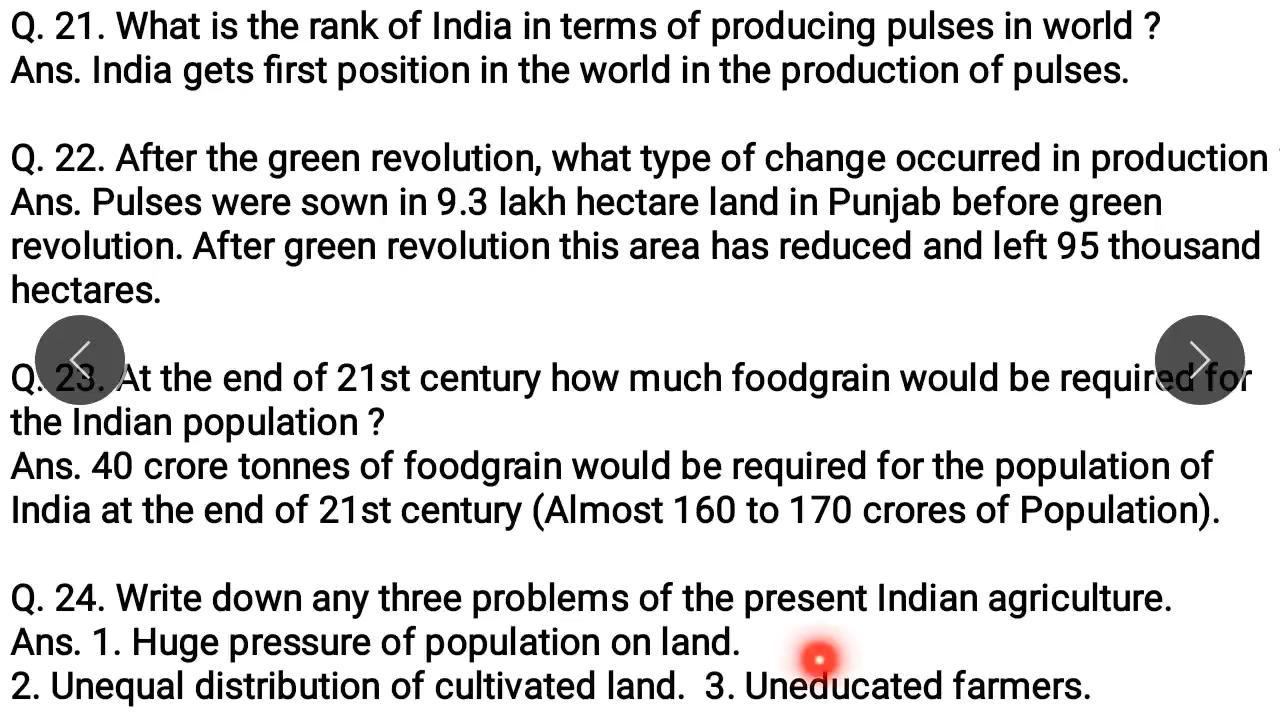 Q. 21. What is the rank of India in terms of producing pulses in world ?
Ans. India gets first position in the world in the production of pulses.
Q. 22. After the green revolution, what type of change occurred in production
Ans. Pulses were sown in 9.3 lakh hectare land in Punjab before green
revolution. After green revolution this area has reduced and left 95 thousand
hectares.
Q. 23. At the end of 21st century how much foodgrain would be required for
the Indian population ?
Ans. 40 crore tonnes of foodgrain would be required for the population of
India at the end of 21st century (Almost 160 to 170 crores of Population).
Q. 24. Write down any three problems of the present Indian agriculture.
Ans. 1. Huge pressure of population on land.
2. Unequal distribution of cultivated land. 3. Uneducated farmers.